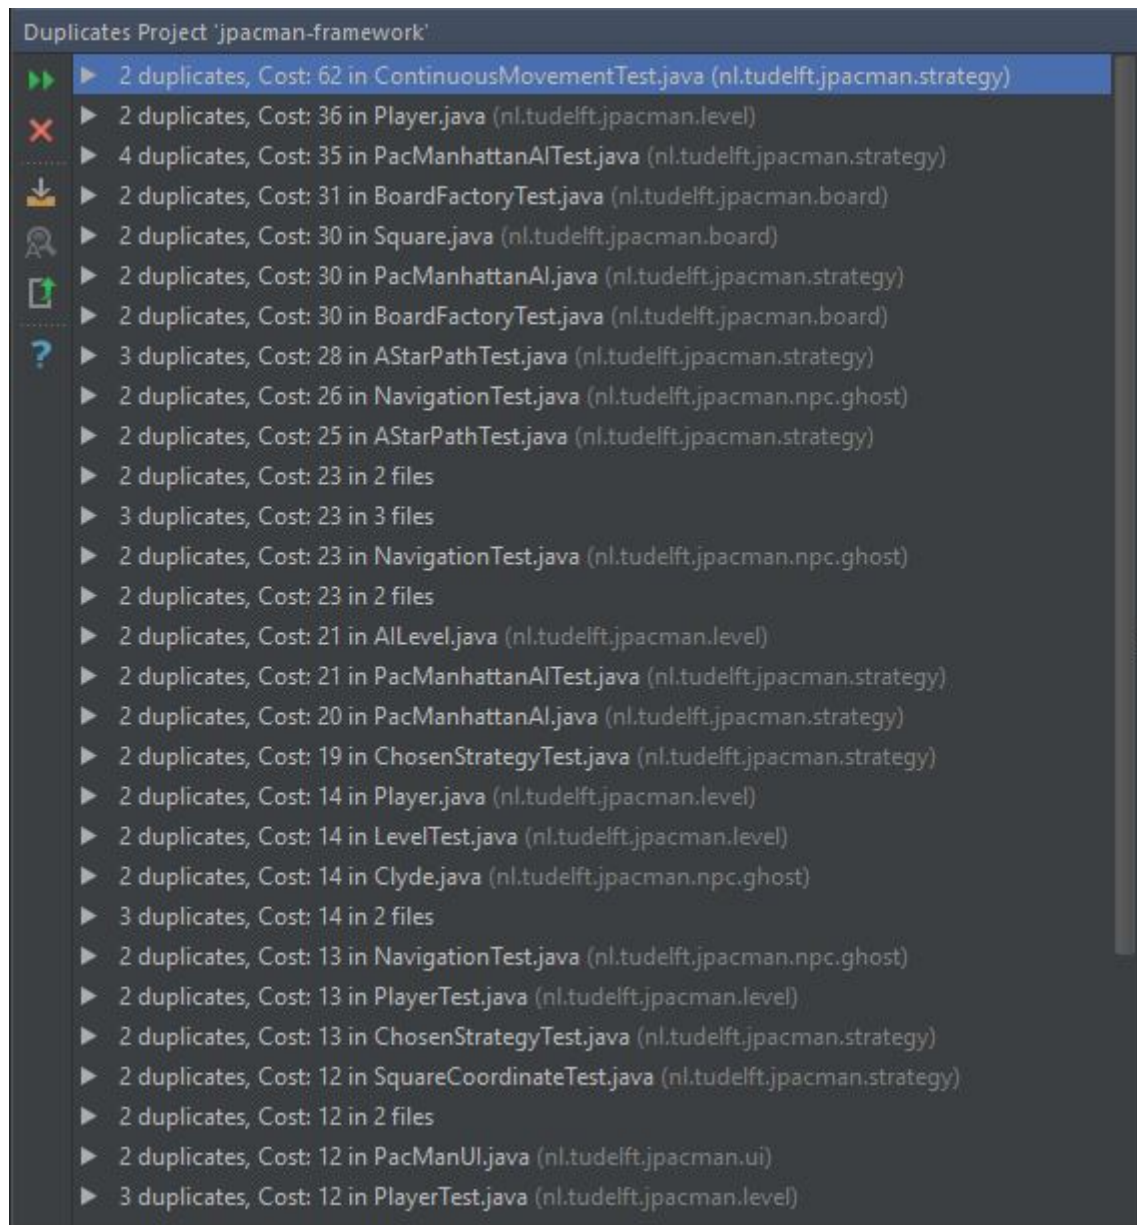 Duplicates Project 'jpacman-framework'
2 duplicates, Cost: 62 in ContinuousMovementTest.java (nl.tudelft.jpacman.strategy)
2 duplicates, Cost: 36 in Player.java (nl.tudelft.jpacman.level)
4 duplicates, Cost: 35 in PacManhattanAITest.java (nl.tudelft.jpacman.strategy)
2 duplicates, Cost: 31 in BoardFactoryTest.java (nl.tudelft.jpacman.board)
2 duplicates, Cost: 30 in Square.java (nl.tudelft.jpacman.board)
2 duplicates, Cost: 30 in PacManhattanAI.java (nl.tudelft.jpacman.strategy)
2 duplicates, Cost: 30 in BoardFactoryTest.java (nl.tudelft.jpacman.board)
3 duplicates, Cost: 28 in AStarPathTest.java (nl.tudelft.jpacman.strategy)
2 duplicates, Cost: 26 in NavigationTest.java (nl.tudelft.jpacman.npc.ghost)
2 duplicates, Cost: 25 in AStarPathTest.java (nl.tudelft.jpacman.strategy)
2 duplicates, Cost: 23 in 2 files
3 duplicates, Cost: 23 in 3 files
2 duplicates, Cost: 23 in NavigationTest.java (nl.tudelft.jpacman.npc.ghost)
2 duplicates, Cost: 23 in 2 files
2 duplicates, Cost: 21 in AILevel.java (nl.tudelft.jpacman.level)
2 duplicates, Cost: 21 in PacManhattanAITest.java (nl.tudelft.jpacman.strategy)
2 duplicates, Cost: 20 in PacManhattanAI.java (nl.tudelft.jpacman.strategy)
2 duplicates, Cost: 19 in ChosenStrategyTest.java (nl.tudelft.jpacman.strategy)
2 duplicates, Cost: 14 in Player.java (nl.tudelft.jpacman.level)
2 duplicates, Cost: 14 in LevelTest.java (nl.tudelft.jpacman.level)
2 duplicates, Cost: 14 in Clyde.java (nl.tudelft.jpacman.npc.ghost)
3 duplicates, Cost: 14 in 2 files
2 duplicates, Cost: 13 in NavigationTest.java (nl.tudelft.jpacman.npc.ghost)
2 duplicates, Cost: 13 in PlayerTest.java (nl.tudelft.jpacman.level)
2 duplicates, Cost: 13 in ChosenStrategyTest.java (nl.tudelft.jpacman.strategy)
2 duplicates, Cost: 12 in SquareCoordinateTest.java (nl.tudelft.jpacman.strategy)
2 duplicates, Cost: 12 in 2 files
2 duplicates, Cost: 12 in PacManUI.java (nl.tudelft.jpacman.ui)
3 duplicates, Cost: 12 in PlayerTest.java (nl.tudelft.jpacman.level)